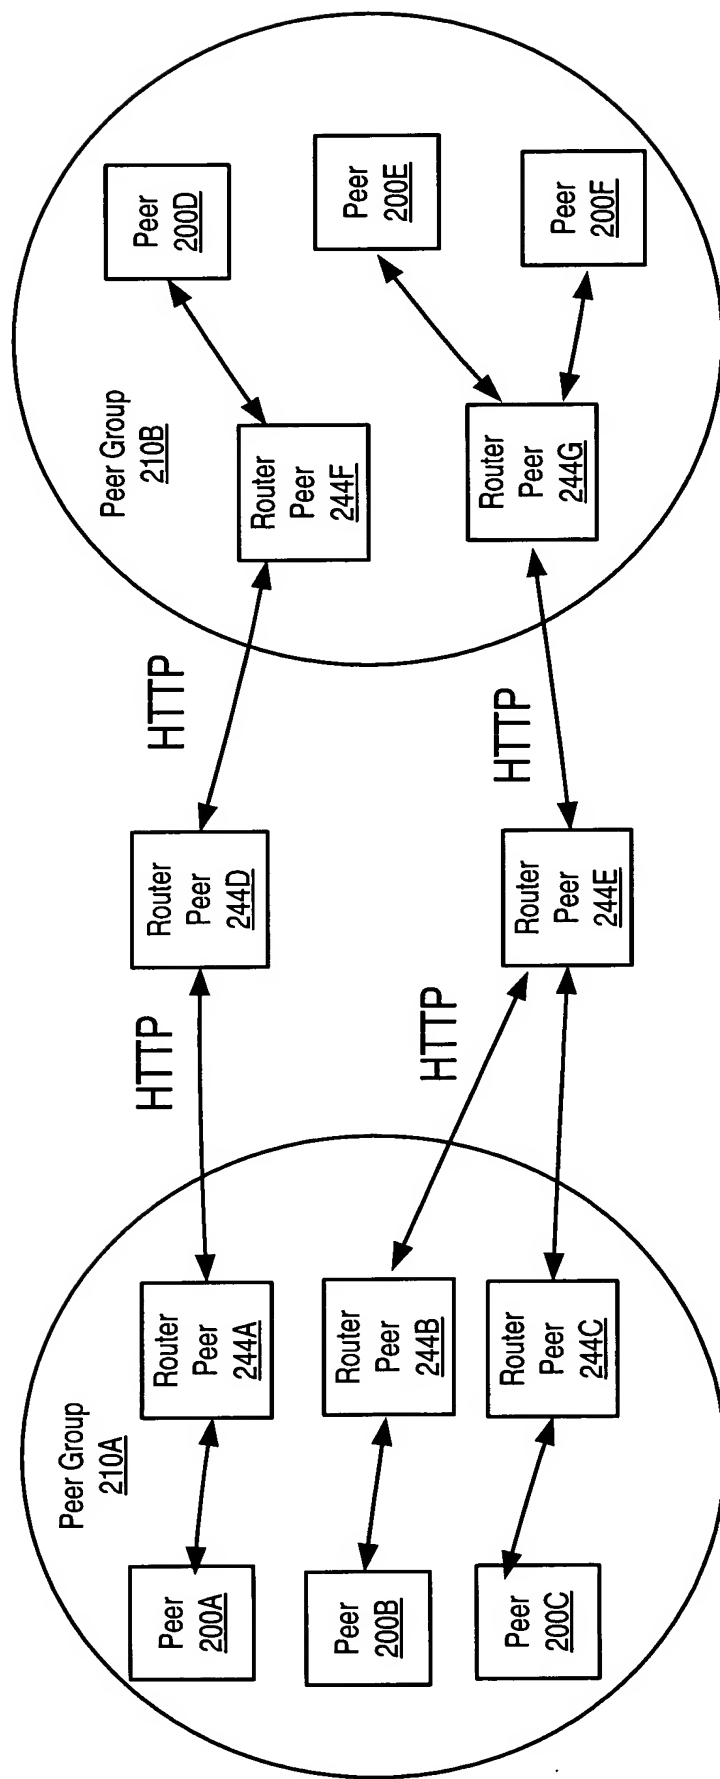 Peer Group
210A
Peer
200A
Router
Peer
244A
HTTP
Router
Peer
244D
HTTP
Peer Group
210B
Router
Peer
244F
Peer
200D
Peer
200B
Router
Peer
244B
HTTP
Router
Peer
244E
HTTP
Router
Peer
244G
Peer
200E
Peer
200C
Router
Peer
244C
Peer
200F